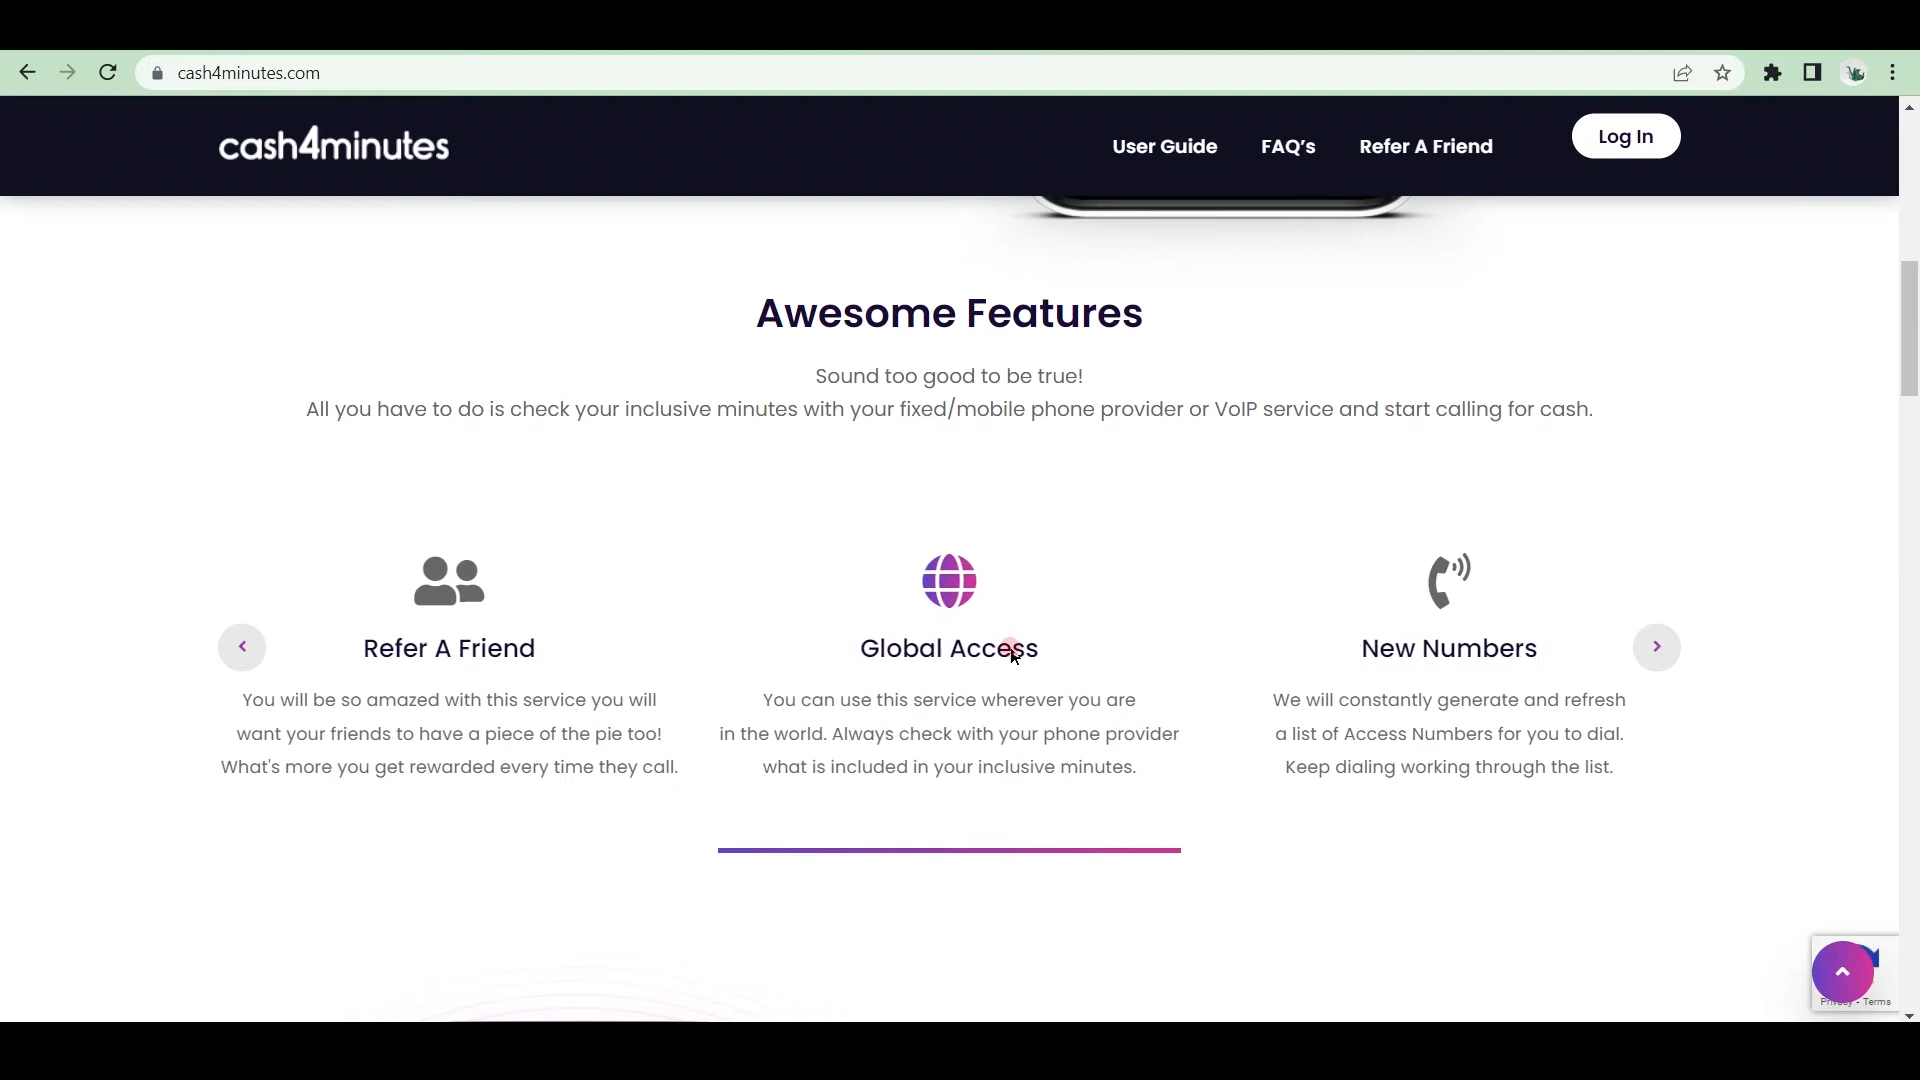 cash4minutes.com
cash4minutes
User Guide
FAQ’s
Refer A Friend
Log In
Awesome Features
Sound too good to be true!
All you have to do is check your inclusive minutes with your fixed/mobile phone provider or VoIP service and start calling for cash.
Refer A Friend
You will be so amazed with this service you will
want your friends to have a piece of the pie too!
What's more you get rewarded every time they call.
Global Access
You can use this service wherever you are
in the world. Always check with your phone provider
what is included in your inclusive minutes.
New Numbers
We will constantly generate and refresh
a list of Access Numbers for you to dial.
Keep dialing working through the list.
Privacy - Terms